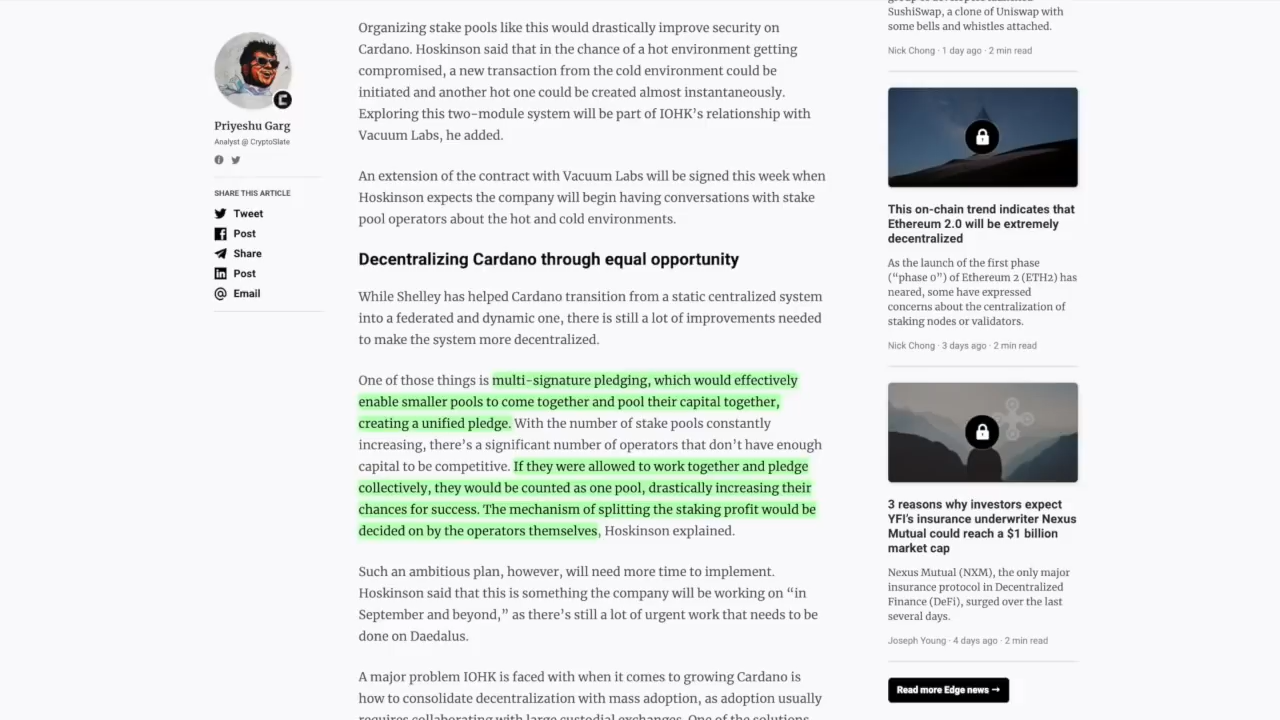 Priyeshu Garg
Analyst @ CryptoSlate
SHARE THIS ARTICLE
Tweet
Post
Share
Post
Email
Organizing stake pools like this would drastically improve security on
Cardano. Hoskinson said that in the chance of a hot environment getting
compromised, a new transaction from the cold environment could be
initiated and another hot one could be created almost instantaneously.
Exploring this two-module system will be part of IOHK's relationship with
Vacuum Labs, he added.
An extension of the contract with Vacuum Labs will be signed this week when
Hoskinson expects the company will begin having conversations with stake
pool operators about the hot and cold environments.
Decentralizing Cardano through equal opportunity
While Shelley has helped Cardano transition from a static centralized system
into a federated and dynamic one, there is still a lot of improvements needed
to make the system more decentralized.
One of those things is multi-signature pledging, which would effectively
enable smaller pools to come together and pool their capital together,
creating a unified pledge. With the number of stake pools constantly
increasing, there's a significant number of operators that don't have enough
capital to be competitive. If they were allowed to work together and pledge
collectively, they would be counted as one pool, drastically increasing their
chances for success. The mechanism of splitting the staking profit would be
decided on by the operators themselves, Hoskinson explained.
Such an ambitious plan, however, will need more time to implement.
Hoskinson said that this is something the company will be working on “in
September and beyond,” as there's still a lot of urgent work that needs to be
done on Daedalus.
A major problem IOHK is faced with when it comes to growing Cardano is
how to consolidate decentralization with mass adoption, as adoption usually
requires collaborating with large custodial exchanges. One of the solutions
SushiSwap, a clone of Uniswap with
some bells and whistles attached.
Nick Chong · 1 day ago · 2 min read
This on-chain trend indicates that
Ethereum 2.0 will be extremely
decentralized
As the launch of the first phase
(“phase 0”) of Ethereum 2 (ETH2) has
neared, some have expressed
concerns about the centralization of
staking nodes or validators.
Nick Chong · 3 days ago · 2 min read
3 reasons why investors expect
YFI's insurance underwriter Nexus
Mutual could reach a $1 billion
market cap
Nexus Mutual (NXM), the only major
insurance protocol in Decentralized
Finance (DeFi), surged over the last
several days.
Joseph Young · 4 days ago · 2 min read
Read more Edge news →